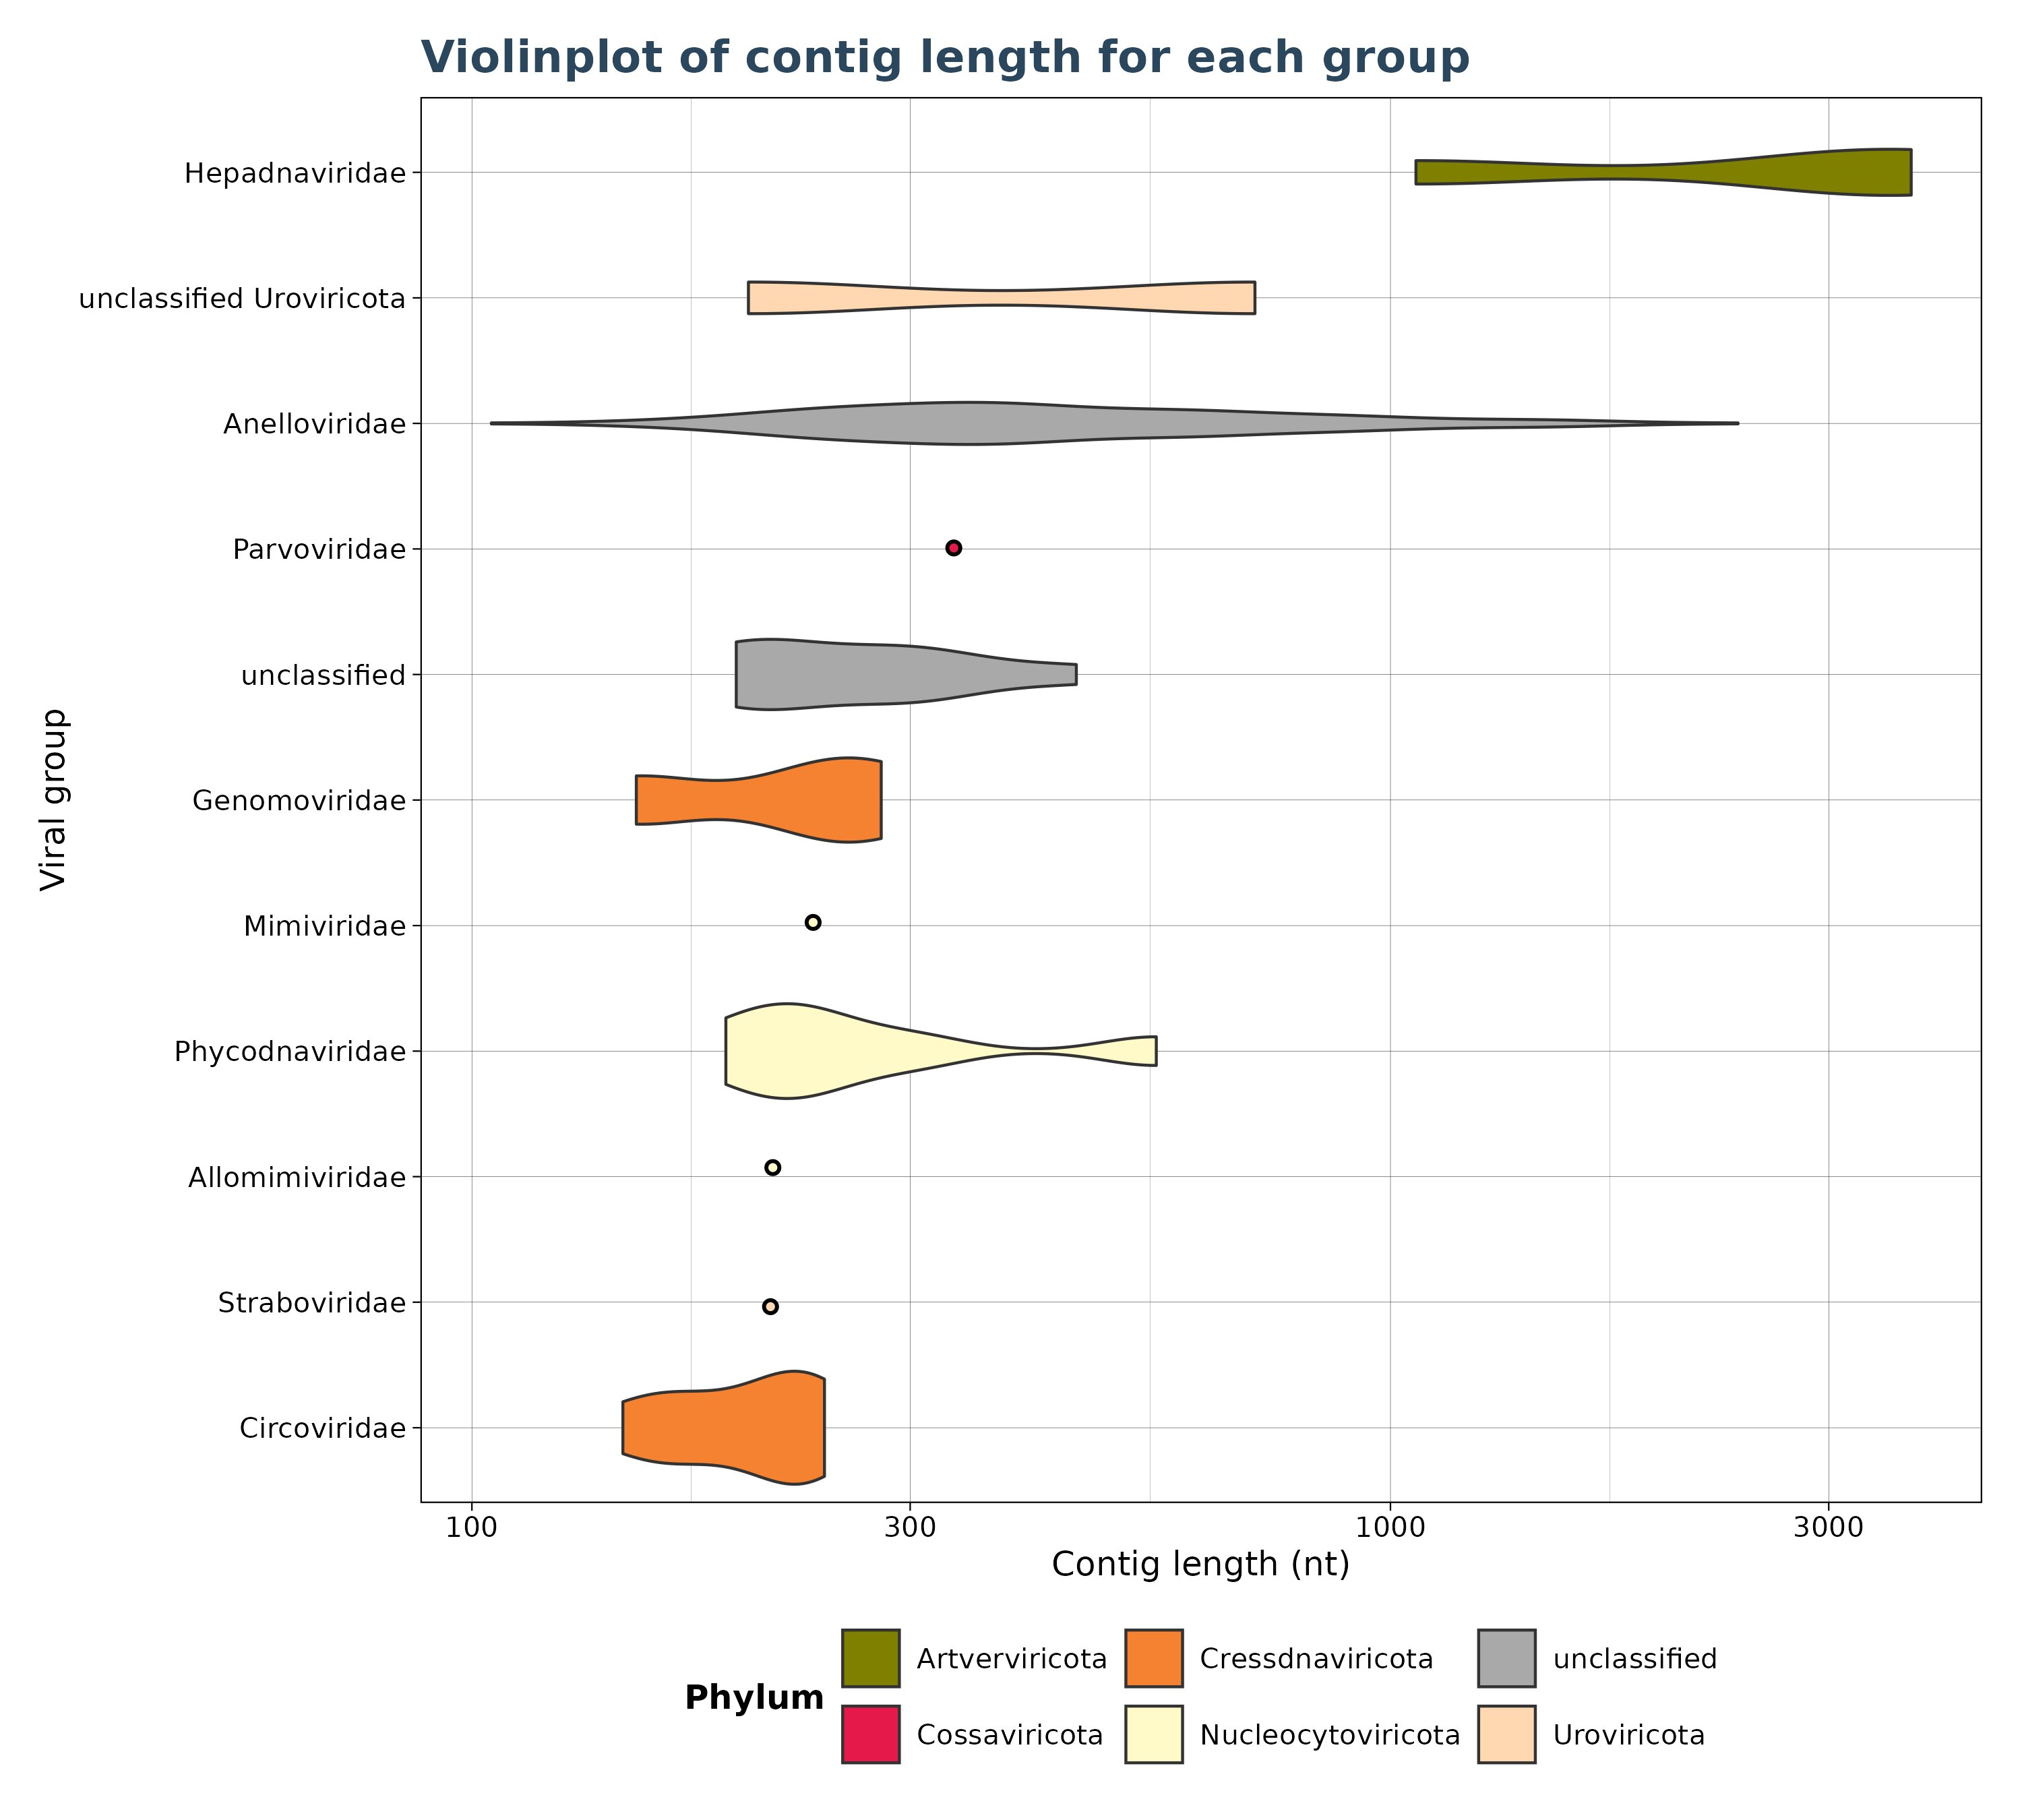 Violinplot of contig length for each group
Viral group
Hepadnaviridae
unclassified Uroviricota
Anelloviridae
Parvoviridae
unclassified
Genomoviridae
Mimiviridae
Phycodnaviridae
Allomimiviridae
Straboviridae
Circoviridae
100 300 1000 3000
Contig length (nt)
Phylum
Artverviricota Cressdnaviricota unclassified
Cossaviricota Nucleocytoviricota Uroviricota